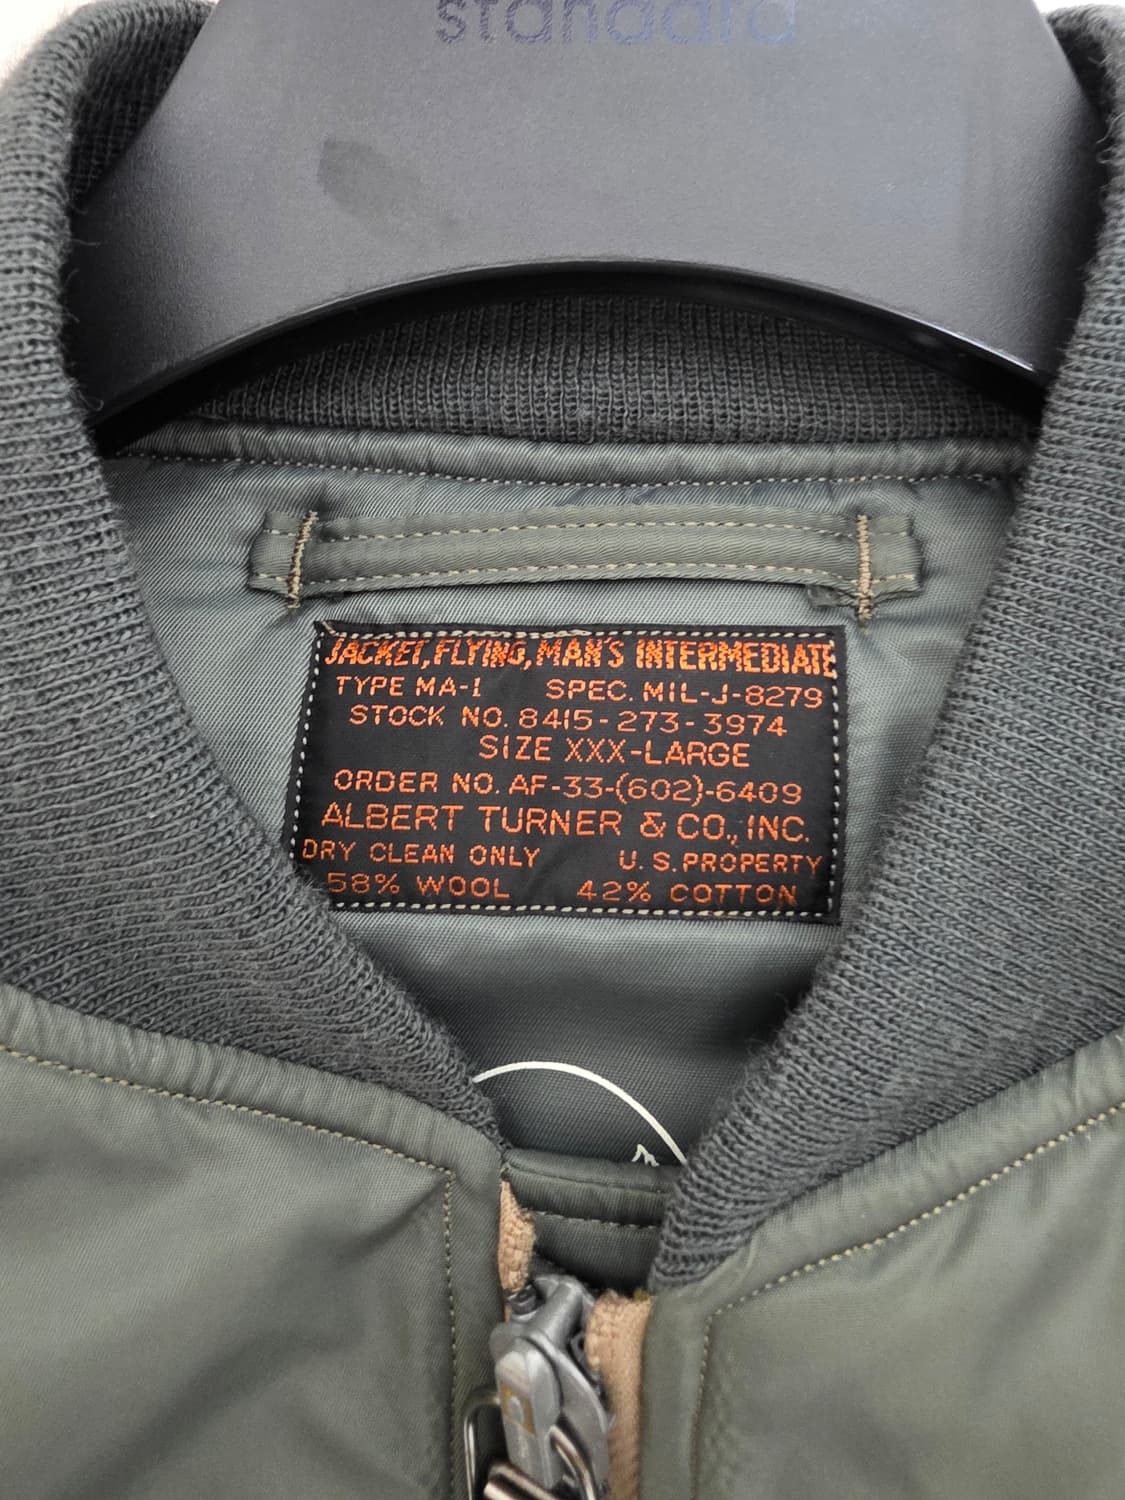 standard
JACKET, FLYING, MAN'S INTERMEDIATE
TYPE MA-1 SPEC. MIL-J-8279
STOCK NO. 8415-273-3974
SIZE XXX-LARGE
ORDER NO. AF-33-(602)-6409
ALBERT TURNER & CO., INC.
DRY CLEAN ONLY U.S. PROPERTY
58% WOOL 42% COTTON